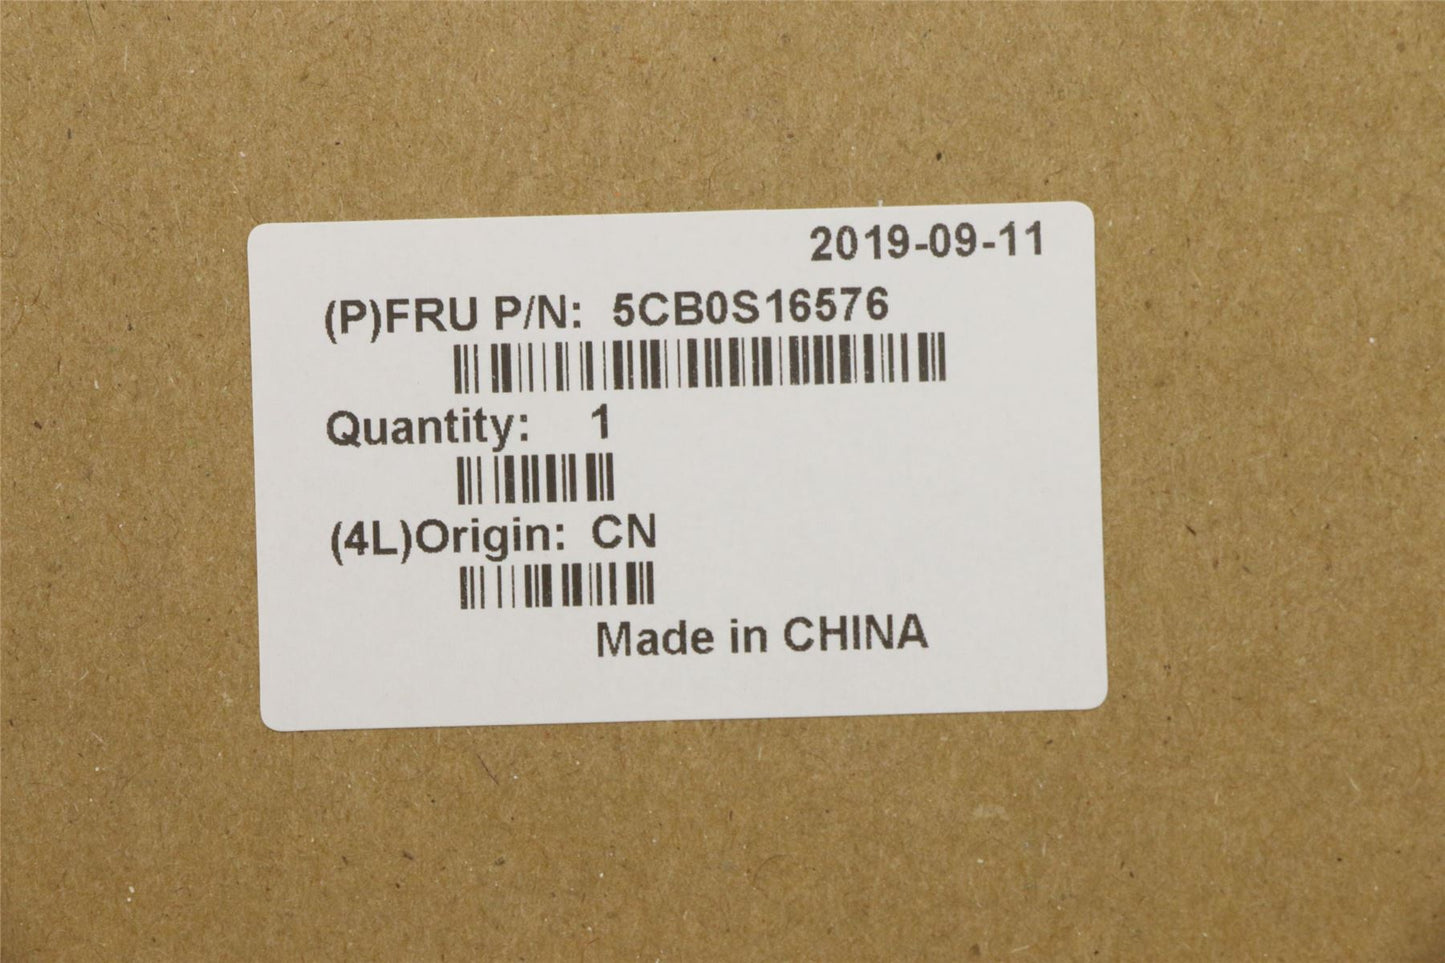 2019-09-11
(P)FRU P/N: 5CB0S16576
Quantity: 1
(4L)Origin: CN
Made in CHINA